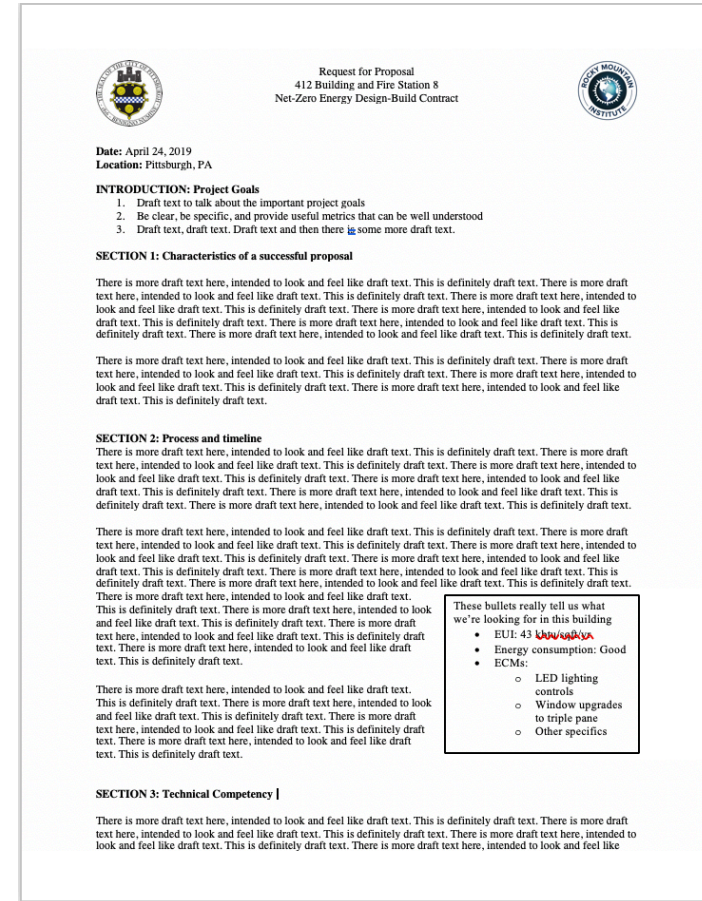 Request for Proposal
412 Building and Fire Station 8
Net-Zero Energy Design-Build Contract
ROCKY MOUNTAIN
INSTITUTE
Date: April 24, 2019
Location: Pittsburgh, PA
INTRODUCTION: Project Goals
1. Draft text to talk about the important project goals
2. Be clear, be specific, and provide useful metrics that can be well understood
3. Draft text, draft text. Draft text and then there is some more draft text.
SECTION 1: Characteristics of a successful proposal
There is more draft text here, intended to look and feel like draft text. This is definitely draft text. There is more draft
text here, intended to look and feel like draft text. This is definitely draft text. There is more draft text here, intended to
look and feel like draft text. This is definitely draft text. There is more draft text here, intended to look and feel like
draft text. This is definitely draft text. There is more draft text here, intended to look and feel like draft text. This is
definitely draft text. There is more draft text here, intended to look and feel like draft text. This is definitely draft text.
There is more draft text here, intended to look and feel like draft text. This is definitely draft text. There is more draft
text here, intended to look and feel like draft text. This is definitely draft text. There is more draft text here, intended to
look and feel like draft text. This is definitely draft text. There is more draft text here, intended to look and feel like
draft text. This is definitely draft text.
SECTION 2: Process and timeline
There is more draft text here, intended to look and feel like draft text. This is definitely draft text. There is more draft
text here, intended to look and feel like draft text. This is definitely draft text. There is more draft text here, intended to
look and feel like draft text. This is definitely draft text. There is more draft text here, intended to look and feel like
draft text. This is definitely draft text. There is more draft text here, intended to look and feel like draft text. This is
definitely draft text. There is more draft text here, intended to look and feel like draft text. This is definitely draft text.
There is more draft text here, intended to look and feel like draft text. This is definitely draft text. There is more draft
text here, intended to look and feel like draft text. This is definitely draft text. There is more draft text here, intended to
look and feel like draft text. This is definitely draft text. There is more draft text here, intended to look and feel like
draft text. This is definitely draft text. There is more draft text here, intended to look and feel like draft text. This is
definitely draft text. There is more draft text here, intended to look and feel like draft text. This is definitely draft text.
There is more draft text here, intended to look and feel like draft text.
This is definitely draft text. There is more draft text here, intended to look
and feel like draft text. This is definitely draft text. There is more draft
text here, intended to look and feel like draft text. This is definitely draft
text. There is more draft text here, intended to look and feel like draft
text. This is definitely draft text.
There is more draft text here, intended to look and feel like draft text.
This is definitely draft text. There is more draft text here, intended to look
and feel like draft text. This is definitely draft text. There is more draft
text here, intended to look and feel like draft text. This is definitely draft
text. There is more draft text here, intended to look and feel like draft
text. This is definitely draft text.
These bullets really tell us what
we're looking for in this building
• EUI: 43 kbtu/sqft/yr
• Energy consumption: Good
• ECMs:
o LED lighting
controls
o Window upgrades
to triple pane
o Other specifics
SECTION 3: Technical Competency
There is more draft text here, intended to look and feel like draft text. This is definitely draft text. There is more draft
text here, intended to look and feel like draft text. This is definitely draft text. There is more draft text here, intended to
look and feel like draft text. This is definitely draft text. There is more draft text here, intended to look and feel like